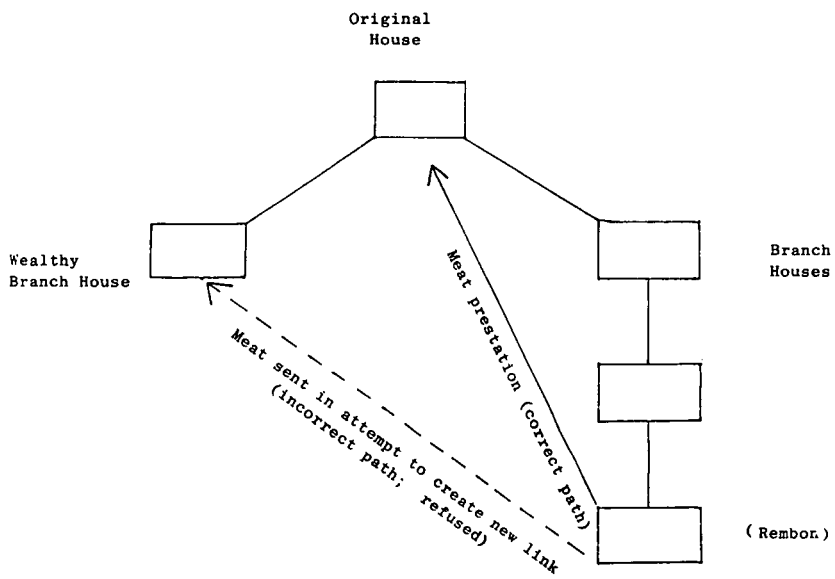 Original
House
Wealthy
Branch House
Branch
Houses
Meat prestation (correct path)
Meat sent in attempt to create new link
(incorrect path; refused)
(Rembon)